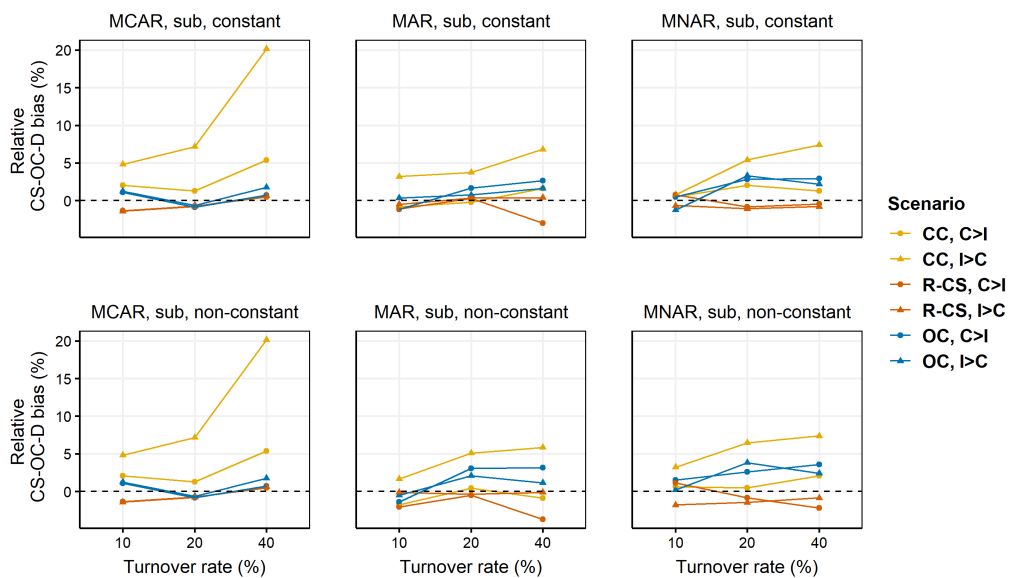 MCAR, sub, constant
MAR, sub, constant
MNAR, sub, constant
Relative
CS-OC-D bias (%)
20
15
10
5
0
MCAR, sub, non-constant
MAR, sub, non-constant
MNAR, sub, non-constant
Relative
CS-OC-D bias (%)
20
15
10
5
0
10 20 40
10 20 40
10 20 40
Turnover rate (%)
Turnover rate (%)
Turnover rate (%)
Scenario
CC, C>I
CC, I>C
R-CS, C>I
R-CS, I>C
OC, C>I
OC, I>C